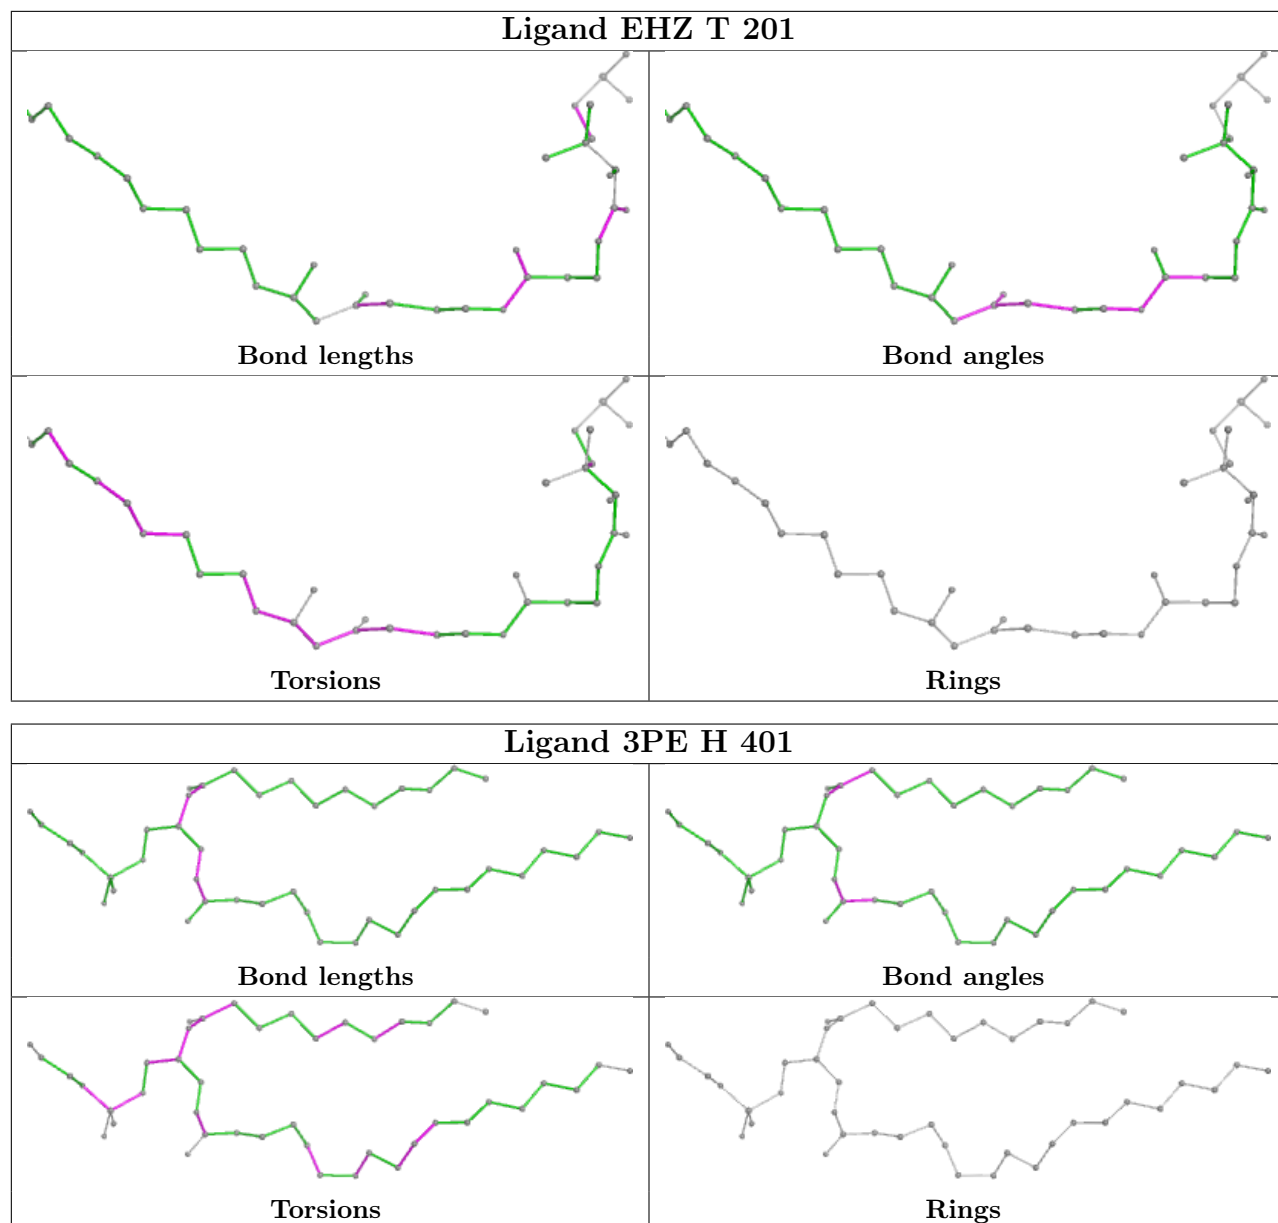 Ligand EHZ T 201
Bond lengths
Bond angles
Torsions
Rings
Ligand 3PE H 401
Bond lengths
Bond angles
Torsions
Rings